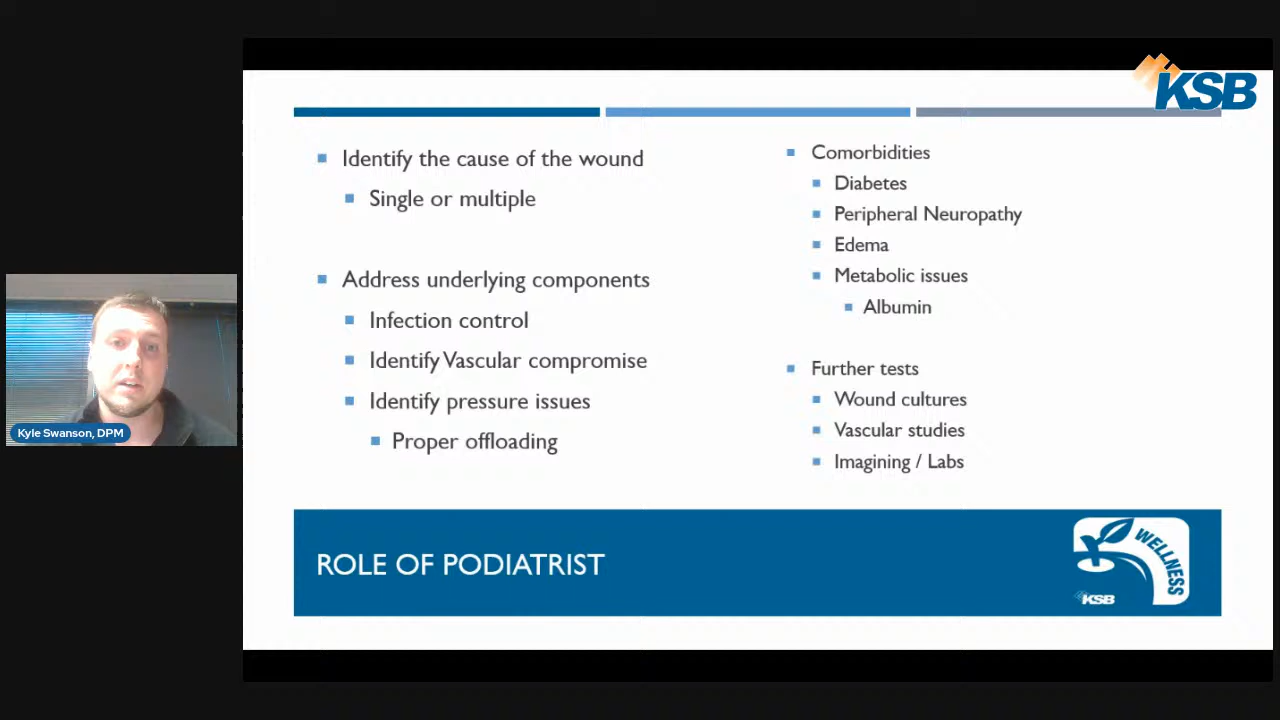 KSB
Identify the cause of the wound
Single or multiple
Address underlying components
Infection control
Identify Vascular compromise
Identify pressure issues
Proper offloading
Comorbidities
Diabetes
Peripheral Neuropathy
Edema
Metabolic issues
Albumin
Further tests
Wound cultures
Vascular studies
Imagining / Labs
Kyle Swanson, DPM
ROLE OF PODIATRIST
WELLNESS
KSB